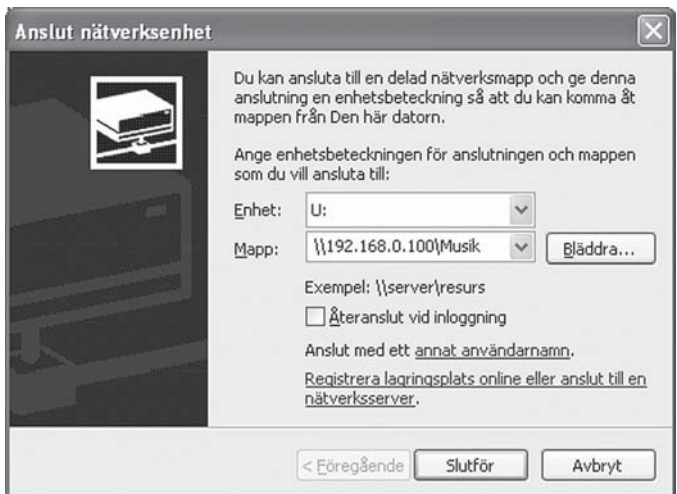 Anslut nätverksenhet
Du kan ansluta till en delad nätverksmapp och ge denna
anslutning en enhetsbeteckning så att du kan komma åt
mappen från Den här datorn.
Ange enhetsbeteckningen för anslutningen och mappen
som du vill ansluta till:
Enhet: U:
Mapp: \\192.168.0.100\Musik Bläddra...
Exempel: \\server\resurs
Återanslut vid inloggning
Anslut med ett annat användarnamn.
Registrera lagringsplats online eller anslut till en
nätverksserver.
< Föregående Slutför Avbryt